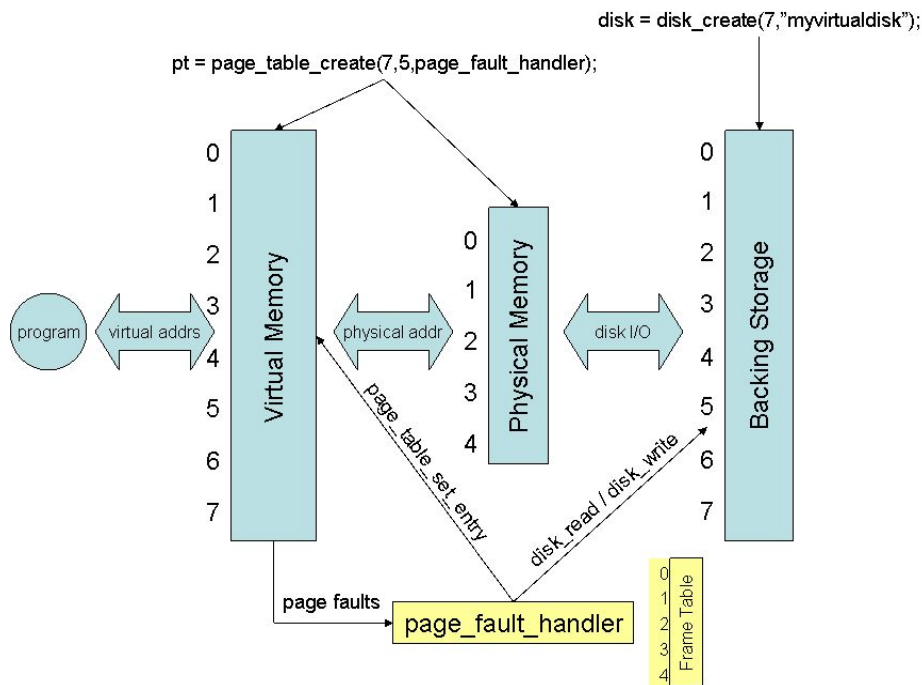 disk = disk_create(7,”myvirtualdisk”);
pt = page_table_create(7,5,page_fault_handler);
0
1
2
3
4
5
6
7
Virtual Memory
0
1
2
3
4
Physical Memory
0
1
2
3
4
5
6
7
Backing Storage
program
virtual addrs
physical addr
disk I/O
page_table_set_entry
disk_read / disk_write
page faults
page_fault_handler
0
1
2
3
4
Frame Table